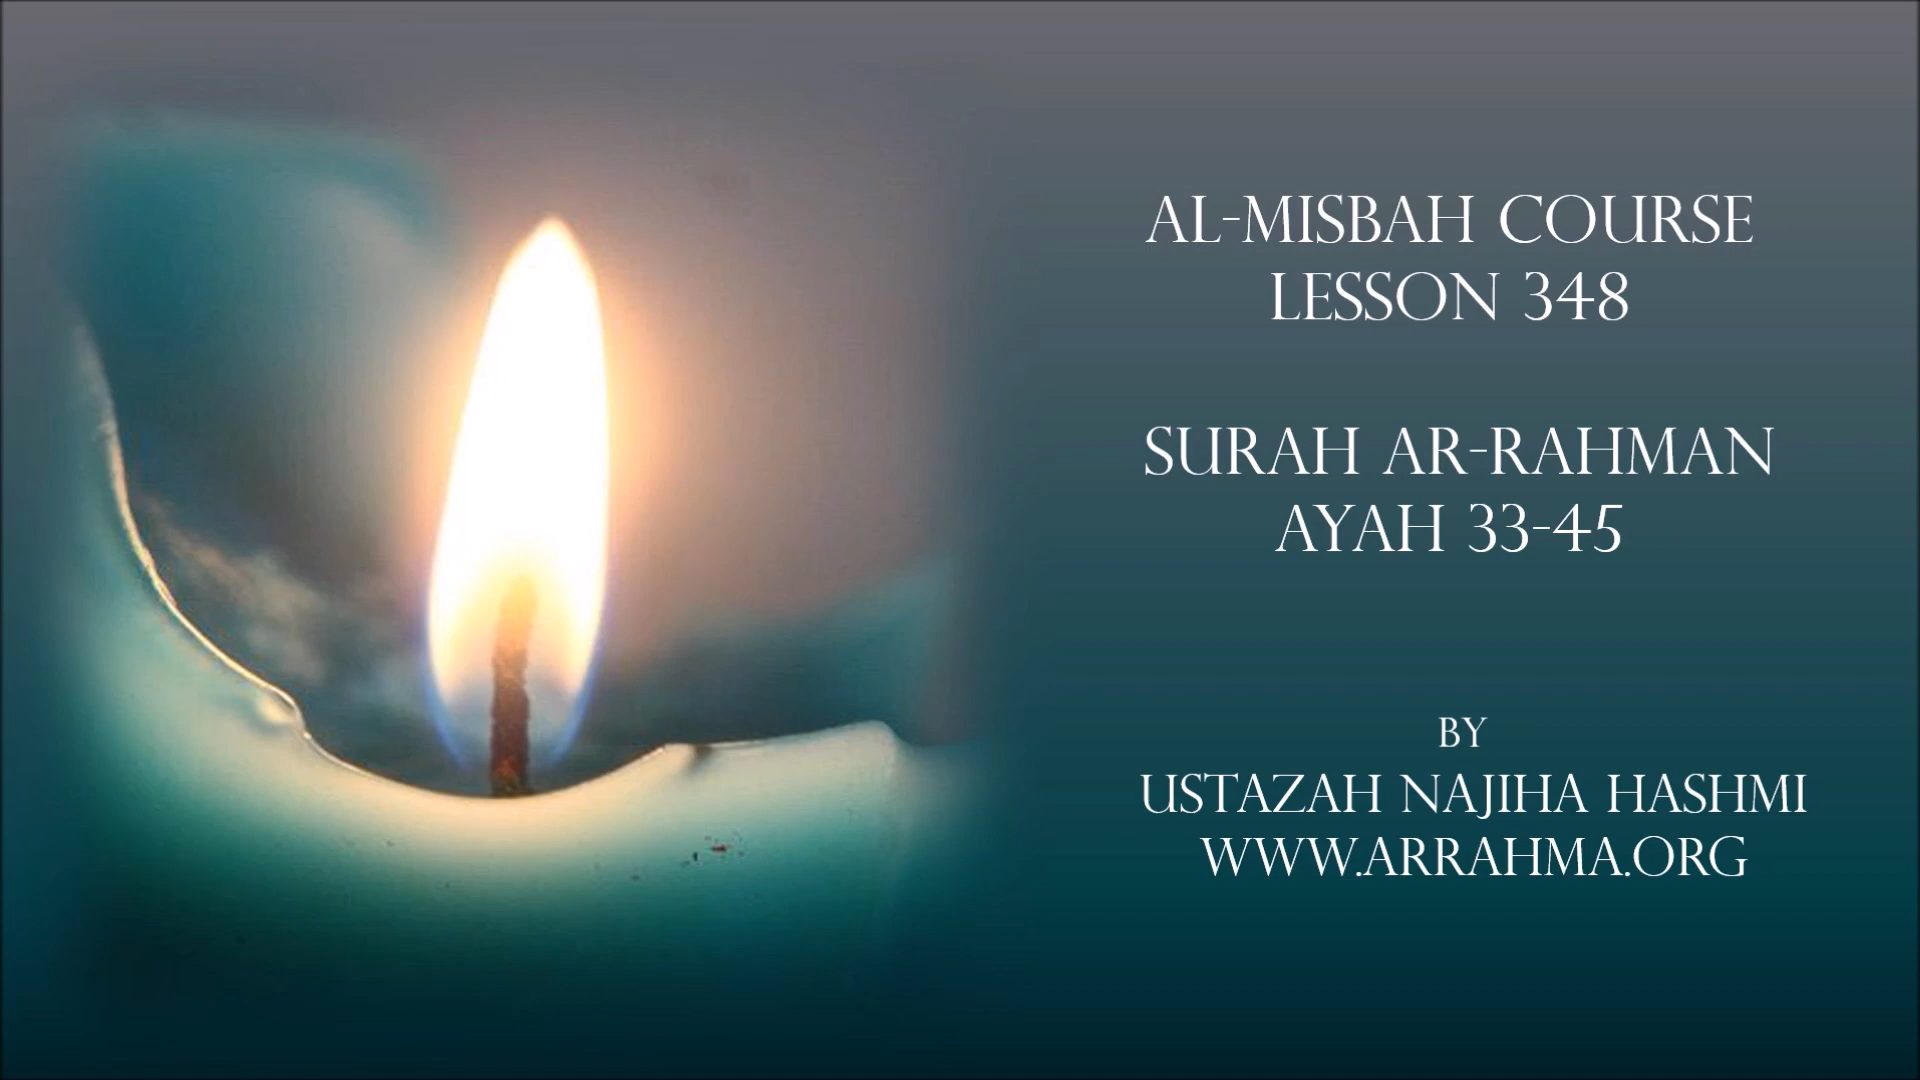 AL-MISBAH COURSE
LESSON 348
SURAH AR-RAHMAN
AYAH 33-45
BY
USTAZAH NAJIHA HASHMI
WWW.ARRAHMA.ORG